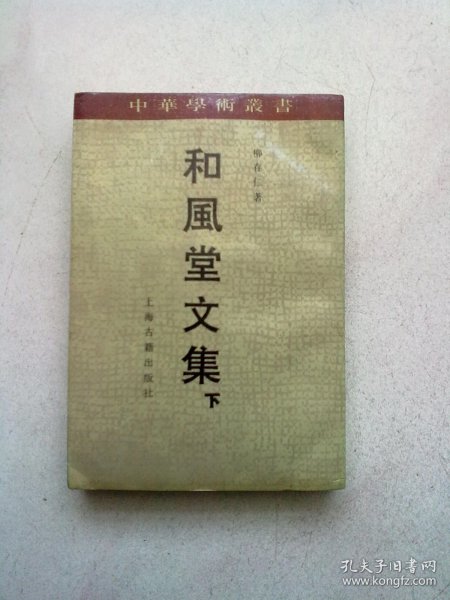 中華學術叢書
柳存仁著
和風堂文集
下
上海古籍出版社
孔夫子旧书网
www.kongfz.com